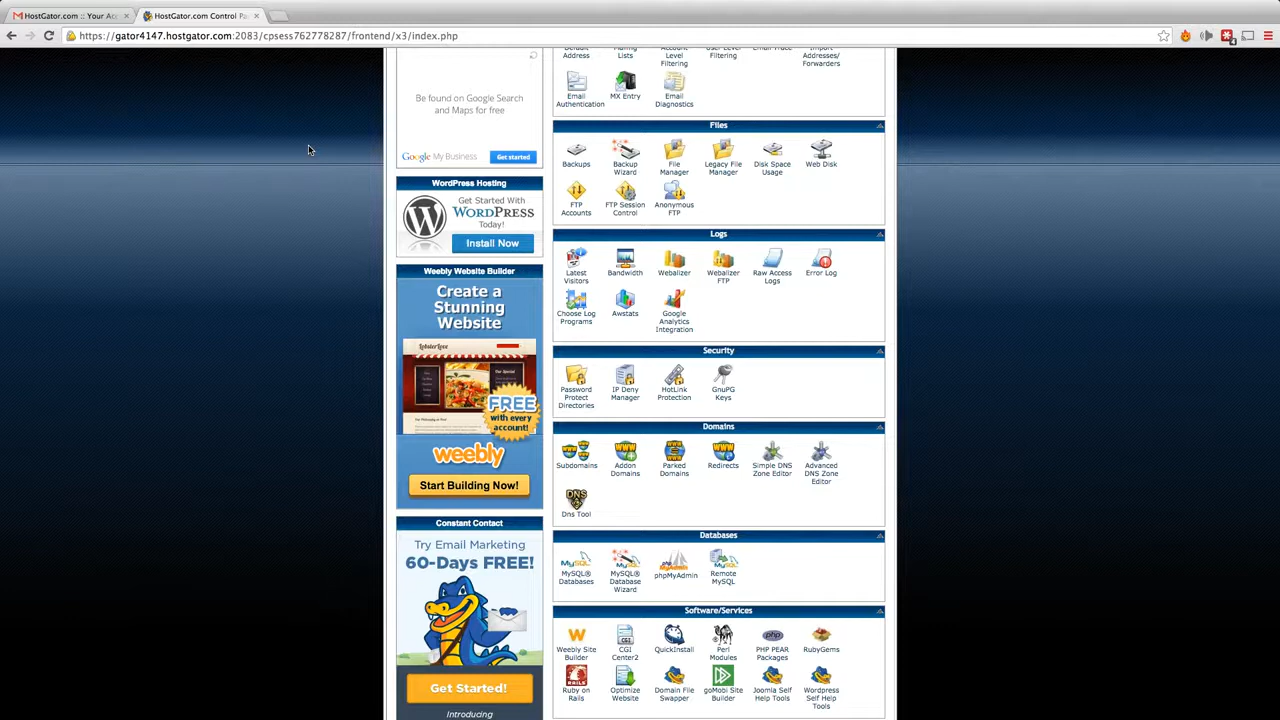 HostGator.com :: Your Acc
HostGator.com Control Pa
https://gator4147.hostgator.com:2083/cpsess762778287/frontend/x3/index.php
Be found on Google Search
and Maps for free
Google My Business
Get started
WordPress Hosting
Get Started With
WORDPRESS
Today!
Install Now
Weebly Website Builder
Create a
Stunning
Website
LobsterLove
FREE
with every
account!
weebly
Start Building Now!
Constant Contact
Try Email Marketing
60-Days FREE!
Get Started!
Introducing
Default
Address
Mailing
Lists
Account
Level
Filtering
User Level
Filtering
Email Trace
Import
Addresses/
Forwarders
Email
Authentication
MX Entry
Email
Diagnostics
Files
Backups
Backup
Wizard
File
Manager
Legacy File
Manager
Disk Space
Usage
Web Disk
FTP
Accounts
FTP Session
Control
Anonymous
FTP
Logs
Latest
Visitors
Bandwidth
Webalizer
Webalizer
FTP
Raw Access
Logs
Error Log
Choose Log
Programs
Awstats
Google
Analytics
Integration
Security
Password
Protect
Directories
IP Deny
Manager
HotLink
Protection
GnuPG
Keys
Domains
Subdomains
Addon
Domains
Parked
Domains
Redirects
Simple DNS
Zone Editor
Advanced
DNS Zone
Editor
DNS
Dns Tool
Databases
MySQL®
Databases
MySQL®
Database
Wizard
phpMyAdmin
Remote
MySQL
Software/Services
Weebly Site
Builder
CGI
Center2
QuickInstall
Perl
Modules
PHP PEAR
Packages
RubyGems
Ruby on
Rails
Optimize
Website
Domain File
Swapper
goMobi Site
Builder
Joomla Self
Help Tools
Wordpress
Self Help
Tools